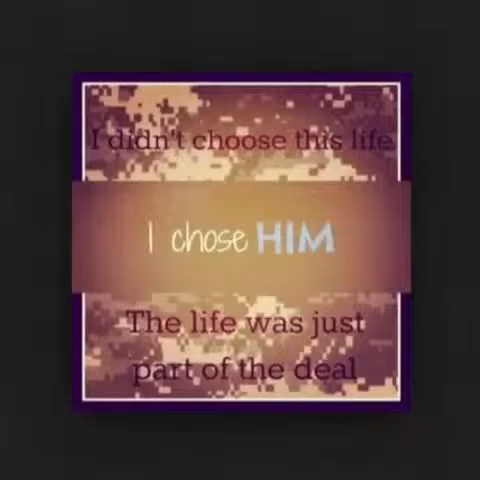 I didn't choose this life
I chose HIM
The life was just
part of the deal